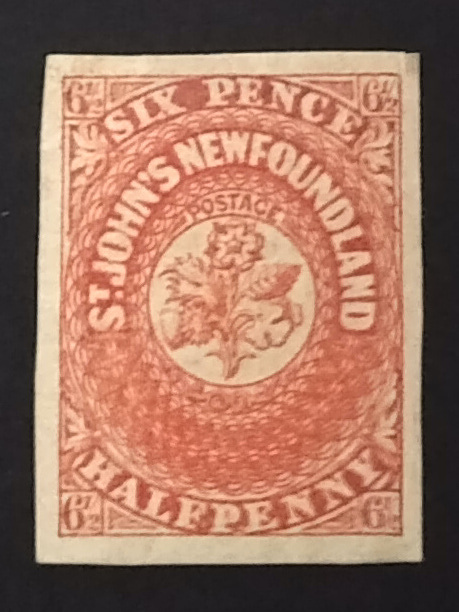 6½ SIX PENCE 6½
ST. JOHN'S NEWFOUNDLAND
POSTAGE
6½ HALFPENNY 6½